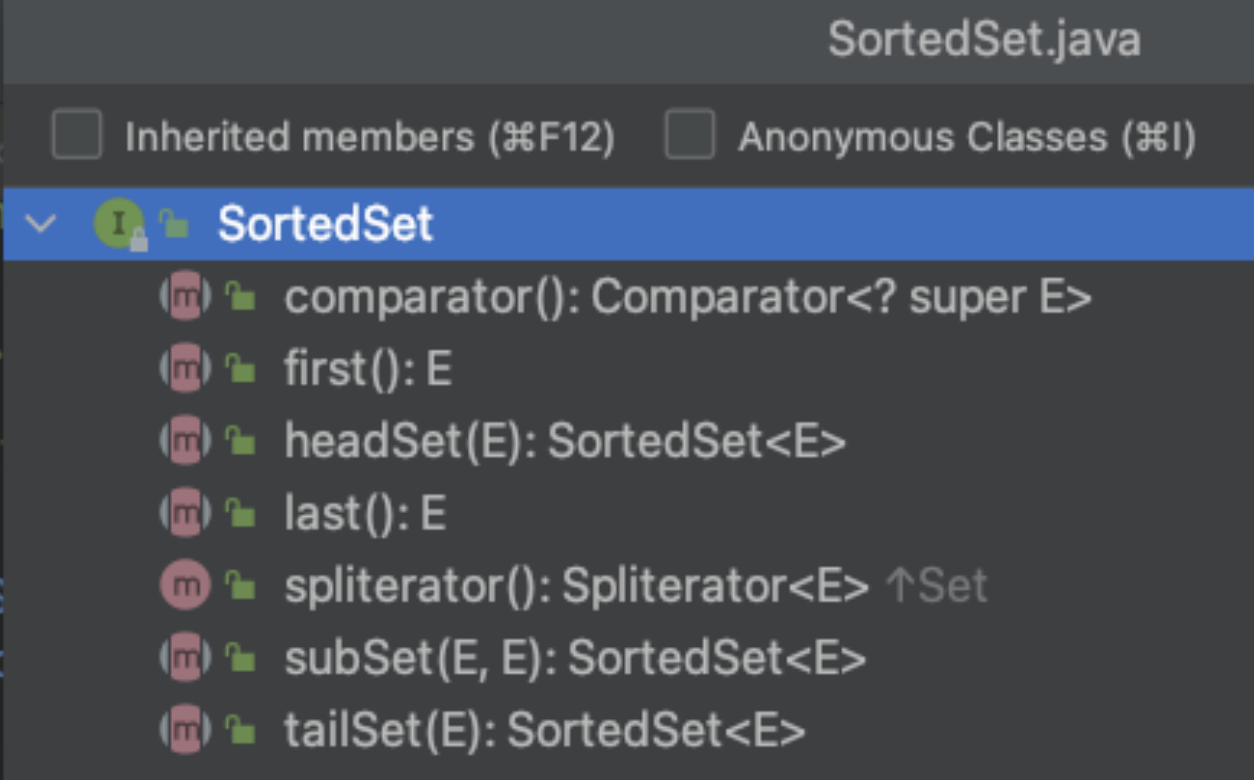 SortedSet.java
Inherited members (⌘F12) Anonymous Classes (⌘I)
I SortedSet
m comparator(): Comparator<? super E>
m first(): E
m headSet(E): SortedSet<E>
m last(): E
m spliterator(): Spliterator<E> ↑Set
m subSet(E, E): SortedSet<E>
m tailSet(E): SortedSet<E>